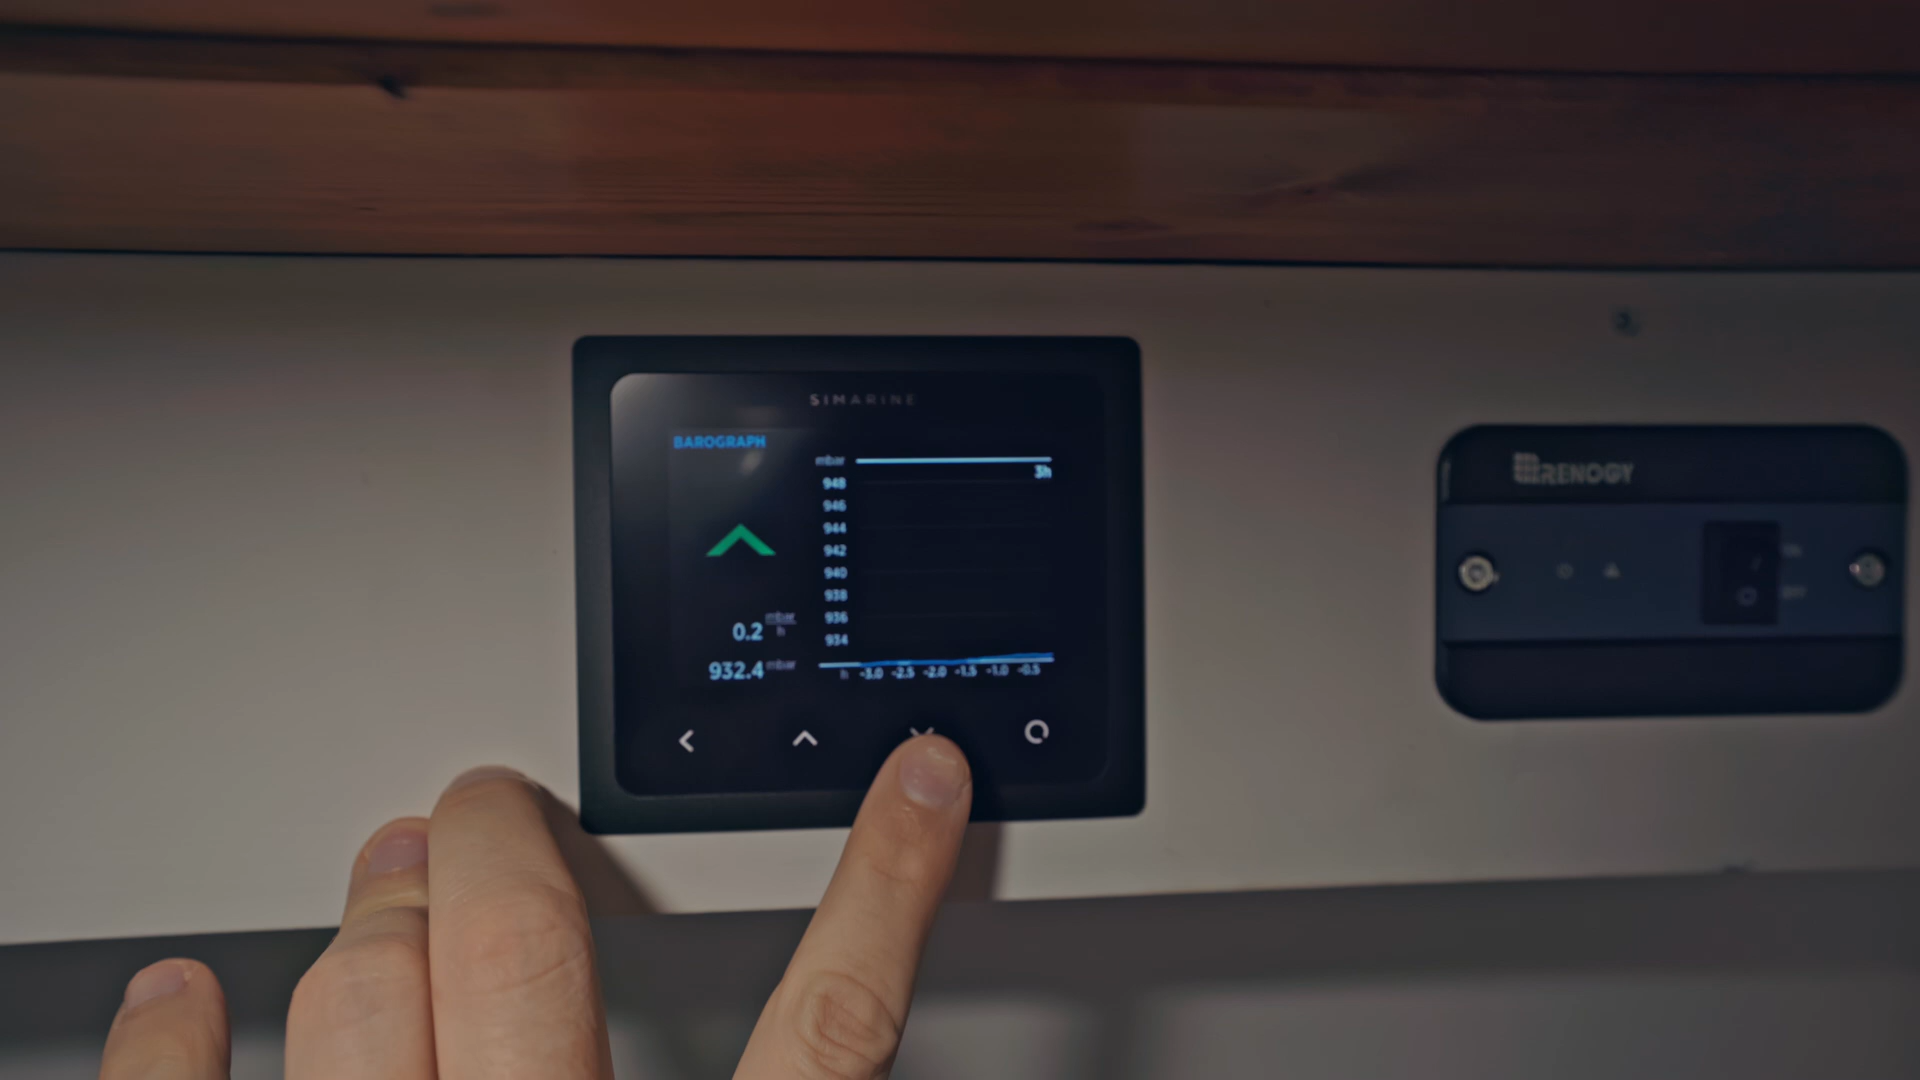 SIMARINE
BAROGRAPH
mbar
3h
948
946
944
942
940
938
936
934
0.2 mbar
h
932.4 mbar
h -3.0 -2.5 -2.0 -1.5 -1.0 -0.5
RENOGY